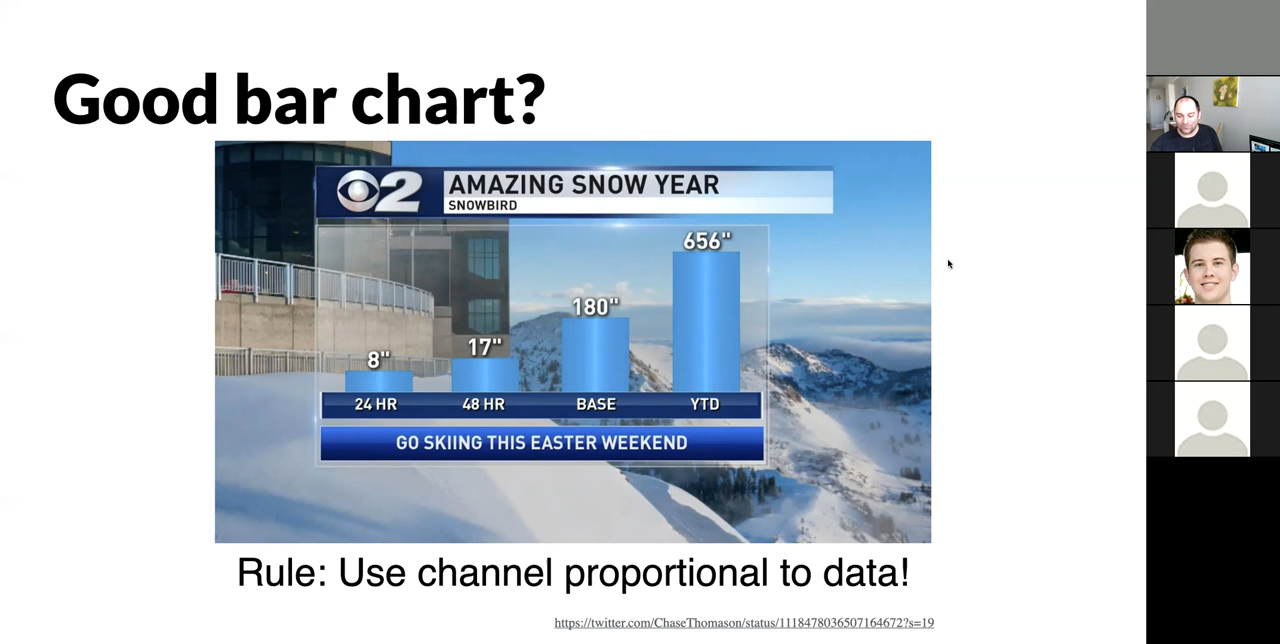 Good bar chart?
2 AMAZING SNOW YEAR
SNOWBIRD
656"
180"
17"
8"
24 HR 48 HR BASE YTD
GO SKIING THIS EASTER WEEKEND
Rule: Use channel proportional to data!
https://twitter.com/ChaseThomason/status/1118478036507164672?s=19